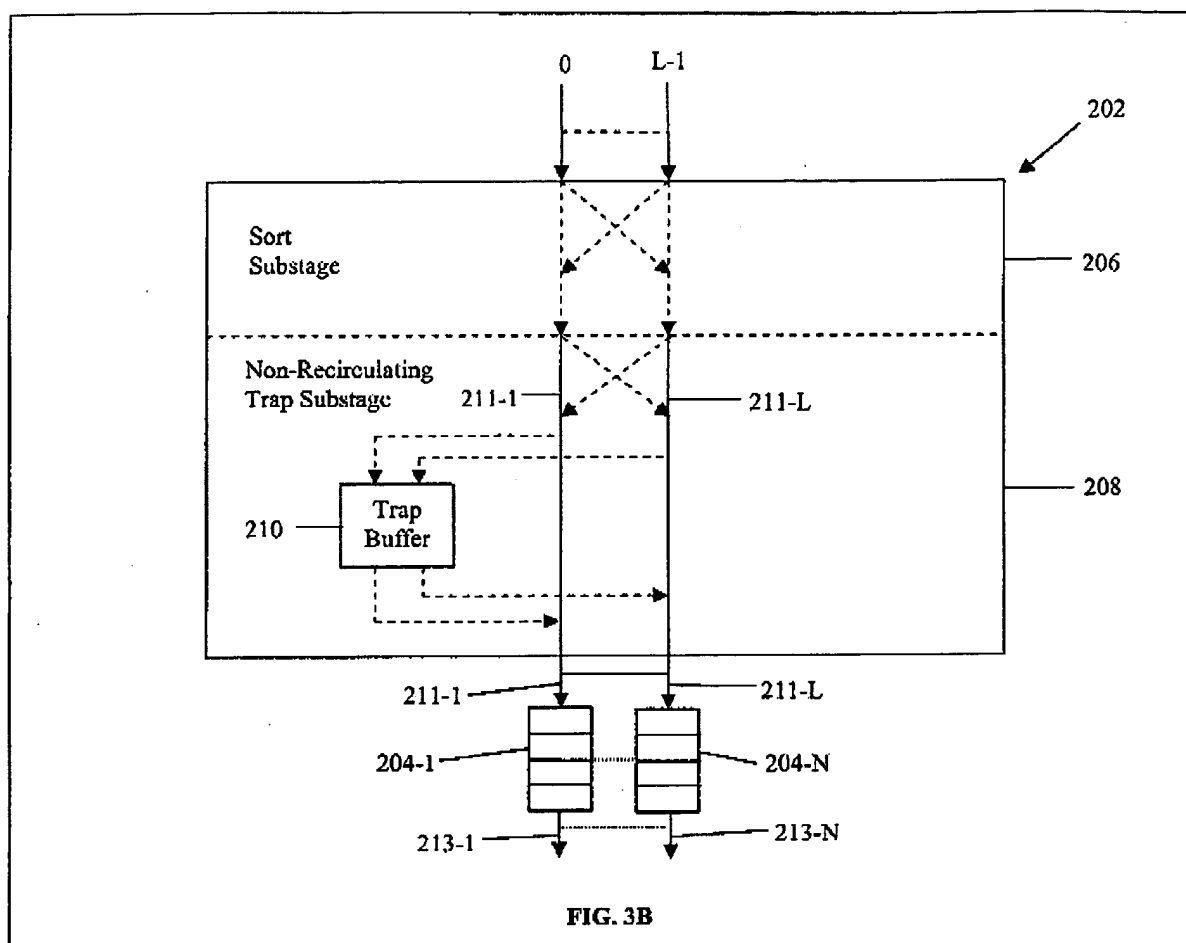 0
L-1
202
Sort
Substage
206
Non-Recirculating
Trap Substage
211-1
211-L
Trap
Buffer
210
208
211-1
211-L
204-1
204-N
213-1
213-N
FIG. 3B